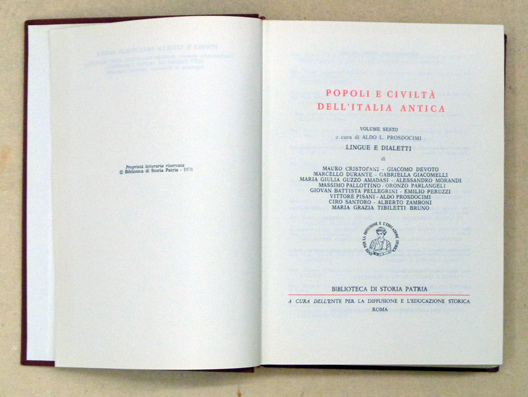 Proprietà letteraria riservata
© Biblioteca di Storia Patria - 1978
POPOLI E CIVILTÀ
DELL'ITALIA ANTICA
VOLUME SESTO
a cura di ALDO L. PROSDOCIMI
LINGUE E DIALETTI
di
MAURO CRISTOFANI - GIACOMO DEVOTO
MARCELLO DURANTE - GABRIELLA GIACOMELLI
MARIA GIULIA GUZZO AMADASI - ALESSANDRO MORANDI
MASSIMO PALLOTTINO - ORONZO PARLANGELI
GIOVAN BATTISTA PELLEGRINI - EMILIO PERUZZI
VITTORE PISANI - ALDO PROSDOCIMI
CIRO SANTORO - ALBERTO ZAMBONI
MARIA GRAZIA TIBILETTI BRUNO
BIBLIOTECA DI STORIA PATRIA
A CURA DELL'ENTE PER LA DIFFUSIONE E L'EDUCAZIONE STORICA
ROMA